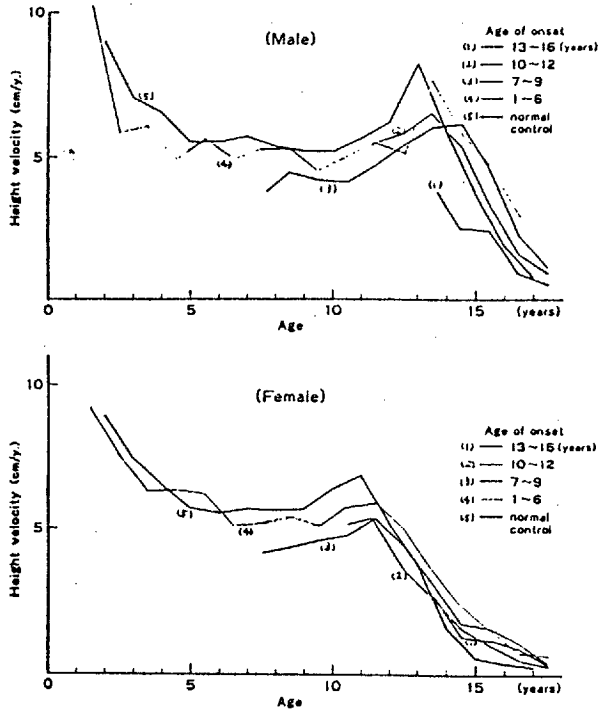 (Male)
Height velocity (cm/y.)
10
5
0
5
10
15
(years)
Age
Age of onset
(1) 13~16 (years)
(2) 10~12
(3) 7~9
(4) 1~6
(5) normal
control
(5)
(4)
(3)
(2)
(1)
(Female)
Height velocity (cm/y.)
10
5
0
5
10
15
(years)
Age
Age of onset
(1) 13~16 (years)
(2) 10~12
(3) 7~9
(4) 1~6
(5) normal
control
(5)
(4)
(3)
(2)